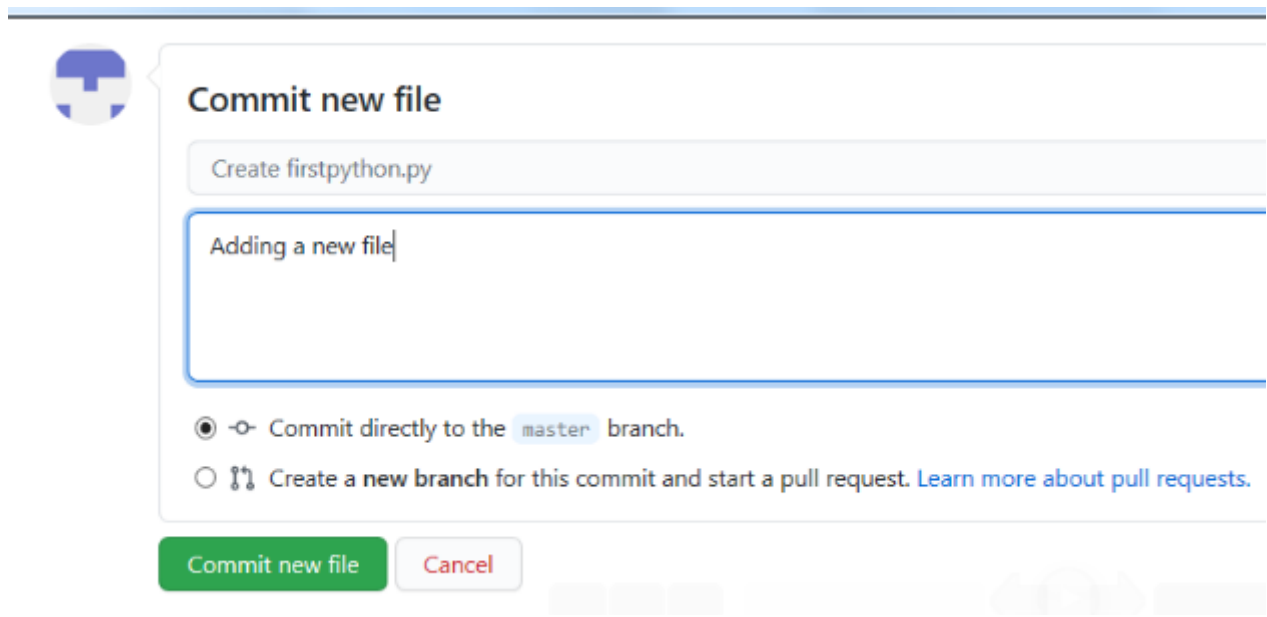 Commit new file
Create firstpython.py
Adding a new file
Commit directly to the master branch.
Create a new branch for this commit and start a pull request. Learn more about pull requests.
Commit new file
Cancel